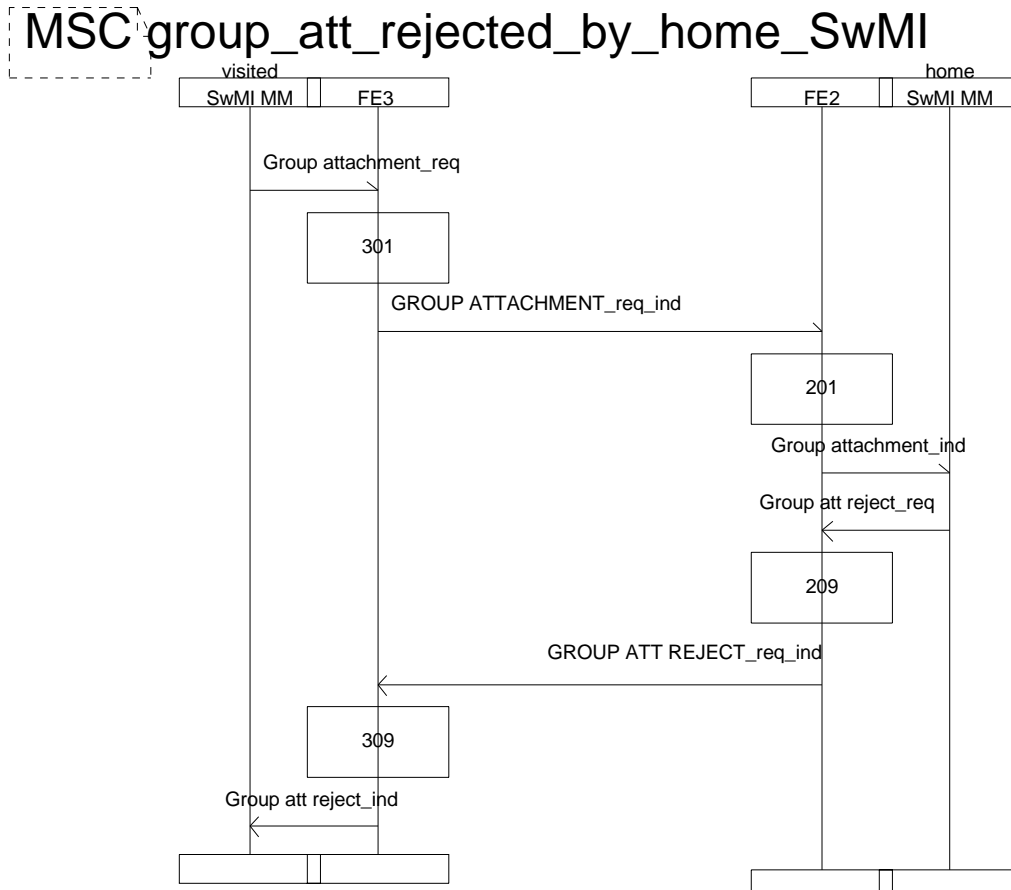 MSC group_att_rejected_by_home_SwMI
visited
SwMI MM
FE3
FE2
home
SwMI MM
Group attachment_req
301
GROUP ATTACHMENT_req_ind
201
Group attachment_ind
Group att reject_req
209
GROUP ATT REJECT_req_ind
309
Group att reject_ind